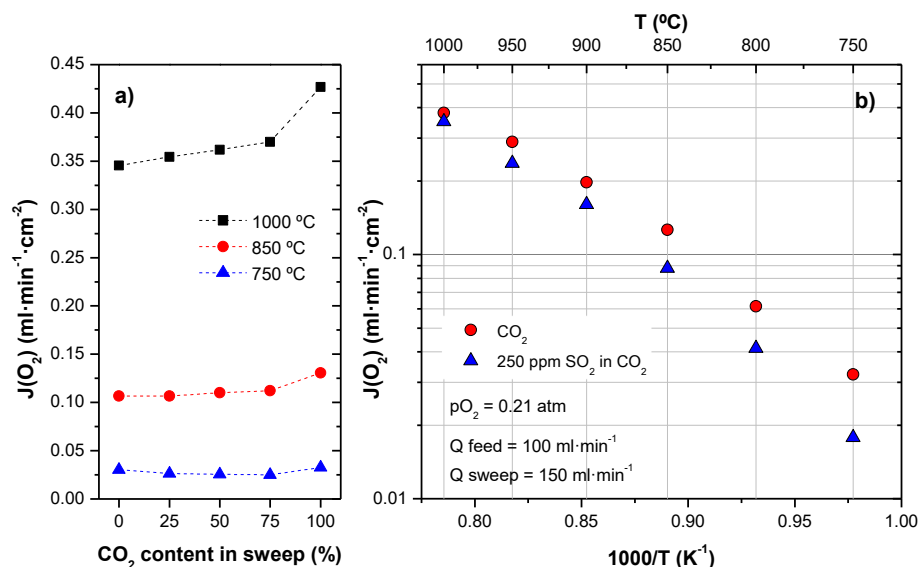 a)
J(O₂) (ml·min⁻¹·cm⁻²)
0.45
0.40
0.35
0.30
0.25
0.20
0.15
0.10
0.05
0.00
1000 ºC
850 ºC
750 ºC
0 25 50 75 100
CO₂ content in sweep (%)
T (ºC)
1000 950 900 850 800 750
b)
J(O₂) (ml·min⁻¹·cm⁻²)
0.1
0.01
CO₂
250 ppm SO₂ in CO₂
pO₂ = 0.21 atm
Q feed = 100 ml·min⁻¹
Q sweep = 150 ml·min⁻¹
0.80 0.85 0.90 0.95 1.00
1000/T (K⁻¹)